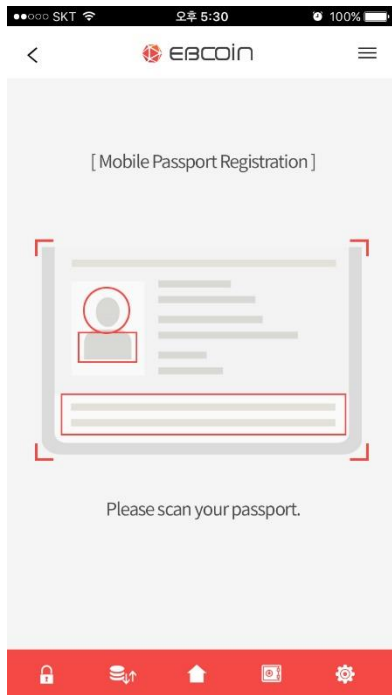 SKT 오후 5:30 100%
EBCOIN
[ Mobile Passport Registration ]
Please scan your passport.